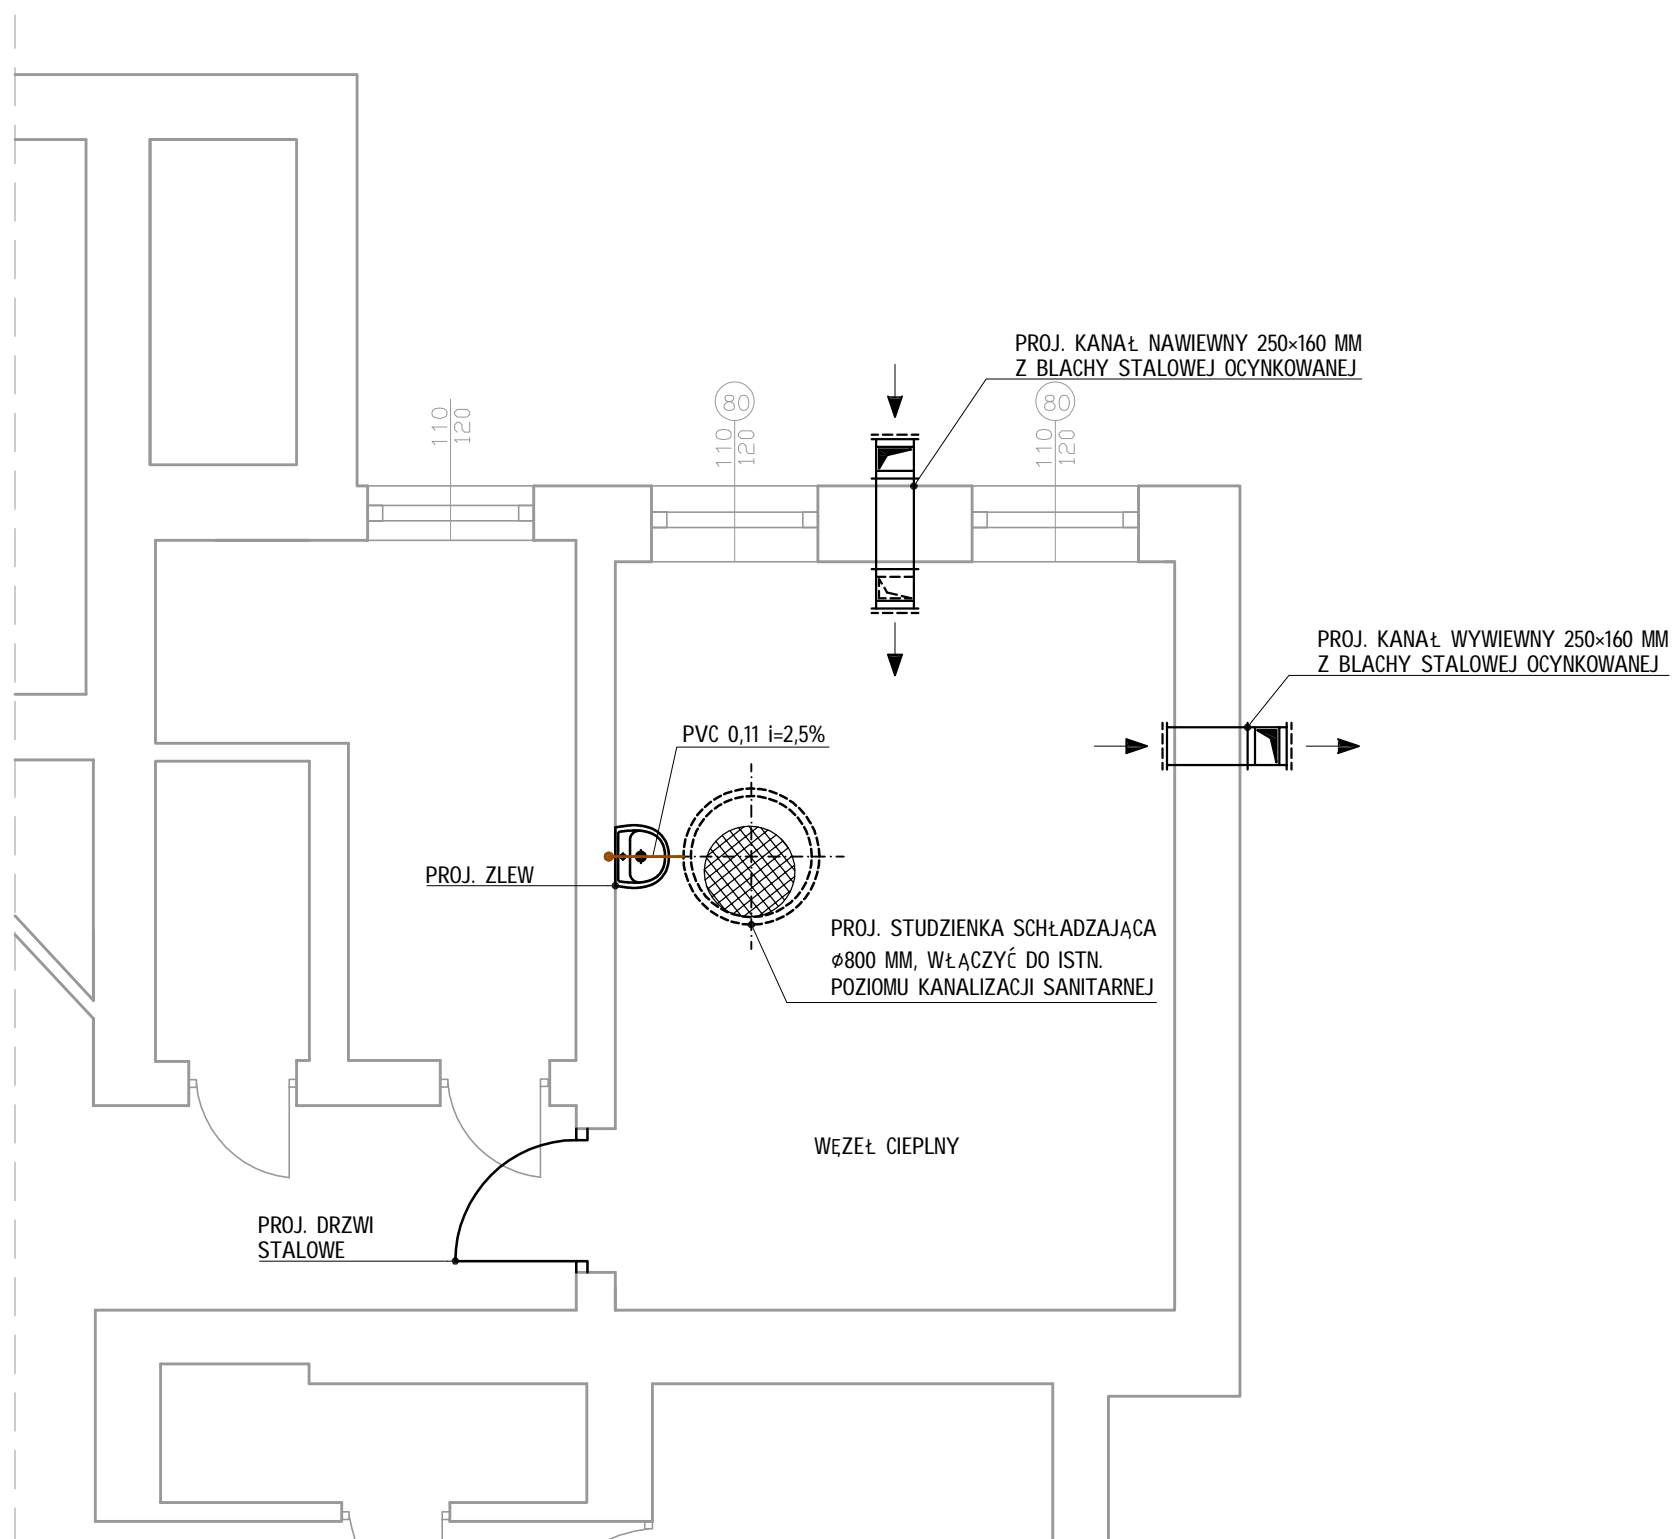 PROJ. KANAŁ NAWIEWNY 250×160 MM
Z BLACHY STALOWEJ OCYNKOWANEJ
110
120
80
110
120
80
110
120
PROJ. KANAŁ WYWIEWNY 250×160 MM
Z BLACHY STALOWEJ OCYNKOWANEJ
PVC 0,11 i=2,5%
PROJ. ZLEW
PROJ. STUDZIENKA SCHŁADZAJĄCA
⌀800 MM, WŁĄCZYĆ DO ISTN.
POZIOMU KANALIZACJI SANITARNEJ
WĘZEŁ CIEPLNY
PROJ. DRZWI
STALOWE